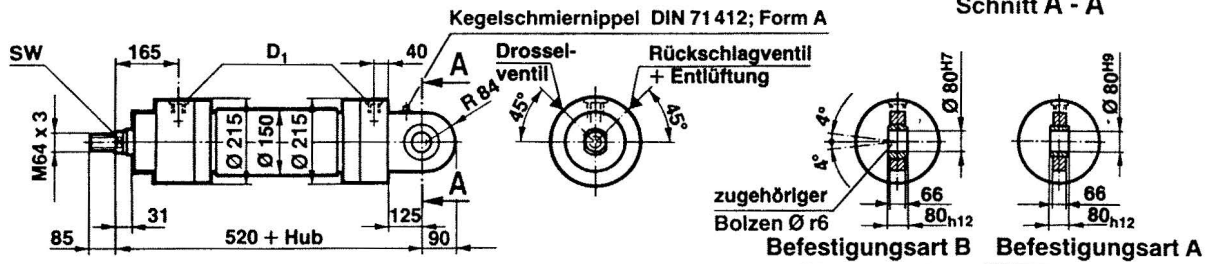 Schnitt A - A
Kegelschmiernippel DIN 71 412; Form A
SW
165
D₁
40
A
R 84
Drossel-
ventil
Rückschlagventil
+ Entlüftung
45°
45°
M64 x 3
Ø 215
Ø 150
Ø 215
A
31
125
85
520 + Hub
90
4°
4°
Ø 80H7
Ø 80H9
zugehöriger
Bolzen Ø r6
66
80h12
66
80h12
Befestigungsart B
Befestigungsart A